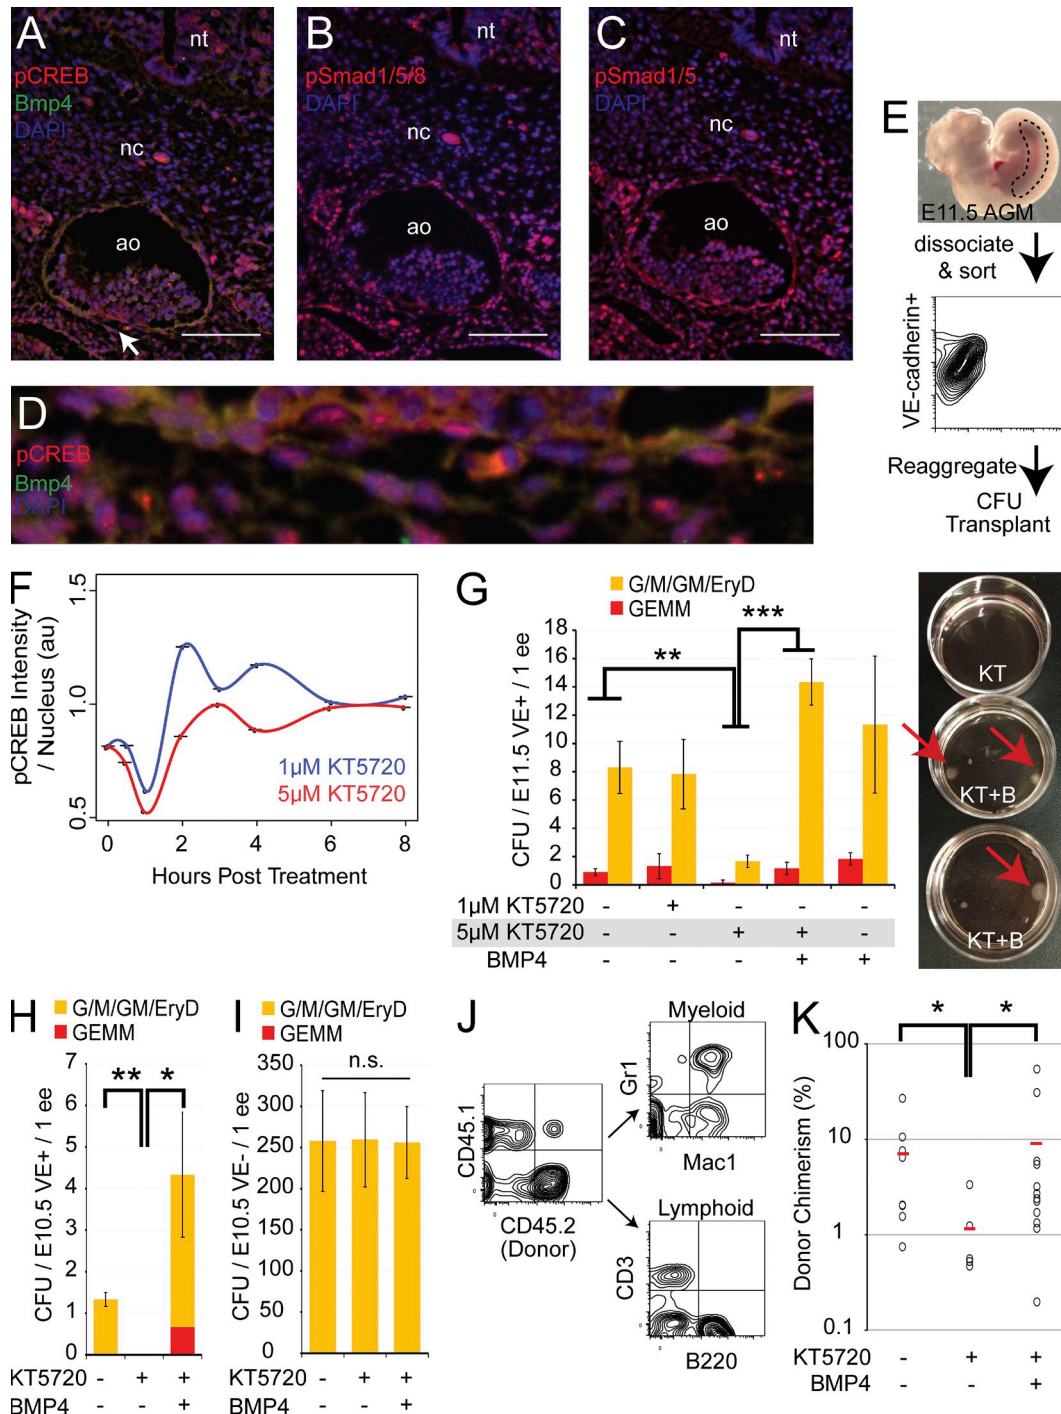 A
pCREB
Bmp4
DAPI
nt
nc
ao
B
pSmad1/5/8
DAPI
nt
nc
ao
C
pSmad1/5
DAPI
nt
nc
ao
D
pCREB
Bmp4
DAPI
E
E11.5 AGM
dissociate
& sort
VE-cadherin+
Reaggregate
CFU
Transplant
F
pCREB Intensity
/ Nucleus (au)
1.5
1.0
0.5
1µM KT5720
5µM KT5720
0 2 4 6 8
Hours Post Treatment
G
G/M/GM/EryD
GEMM
CFU / E11.5 VE+ / 1 ee
18
16
14
12
10
8
6
4
2
0
**
***
1µM KT5720 - + - - -
5µM KT5720 - - + + -
BMP4 - - - + +
KT
KT+B
KT+B
H
G/M/GM/EryD
GEMM
CFU / E10.5 VE+ / 1 ee
7
6
5
4
3
2
1
0
** *
KT5720 - + +
BMP4 - - +
I
G/M/GM/EryD
GEMM
CFU / E10.5 VE- / 1 ee
350
300
250
200
150
100
50
0
n.s.
KT5720 - + +
BMP4 - - +
J
CD45.1
CD45.2
(Donor)
Myeloid
Gr1
Mac1
Lymphoid
CD3
B220
K
Donor Chimerism (%)
100
10
1
0.1
* *
KT5720 - + +
BMP4 - - +